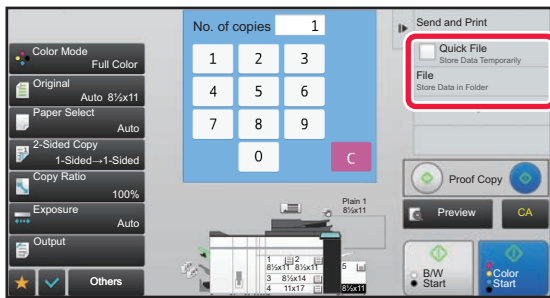 No. of copies 1
Send and Print
Quick File
Store Data Temporarily
File
Store Data in Folder
Color Mode
Full Color
Original
Auto 8½x11
Paper Select
Auto
2-Sided Copy
1-Sided→1-Sided
Copy Ratio
100%
Exposure
Auto
Output
Others
1 2 3
4 5 6
7 8 9
0 C
Plain 1
8½x11
1 2
8½x11 8½x11
3 8½x14
4 11x17
5
8½x11
Proof Copy
Preview
CA
B/W
Start
Color
Start